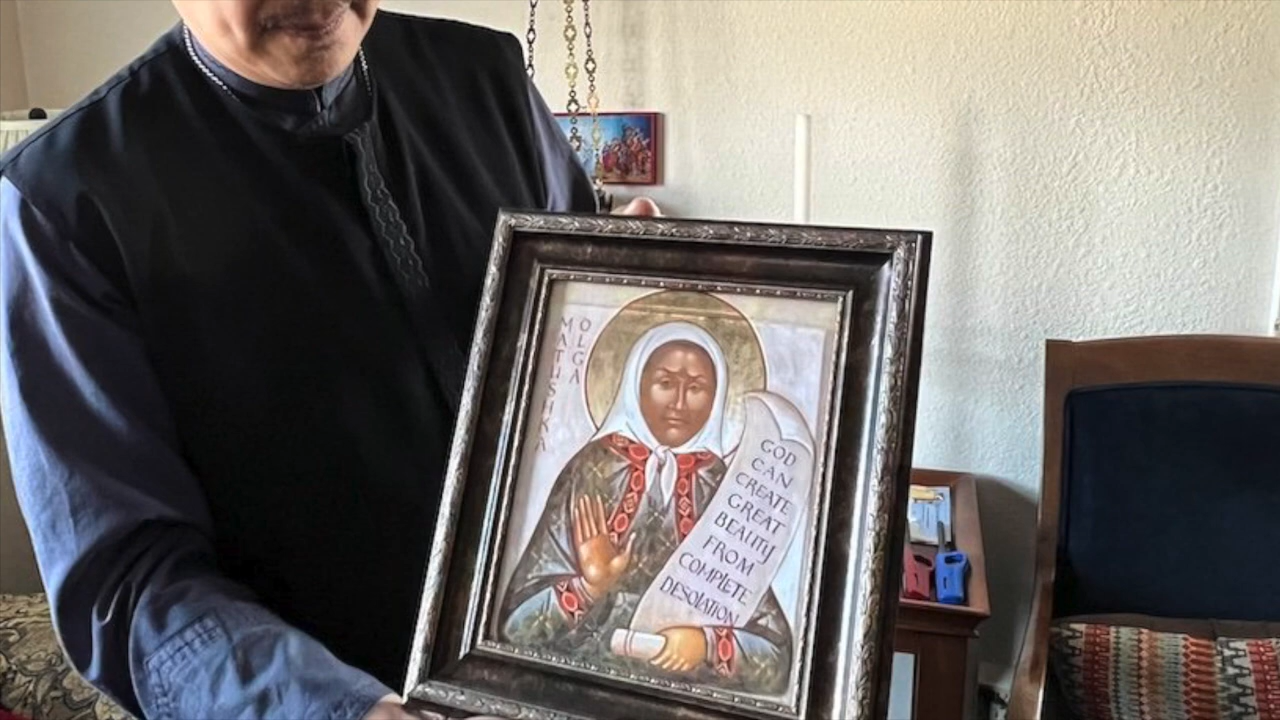 MATUSHKA
OLGA
GOD
CAN
CREATE
GREAT
BEAUTY
FROM
COMPLETE
DESOLATION